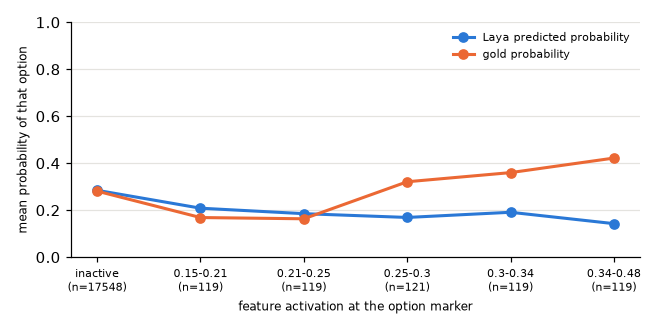 1.0
0.8
0.6
0.4
0.2
0.0
mean probability of that option
Laya predicted probability
gold probability
inactive
(n=17548)
0.15-0.21
(n=119)
0.21-0.25
(n=119)
0.25-0.3
(n=121)
0.3-0.34
(n=119)
0.34-0.48
(n=119)
feature activation at the option marker